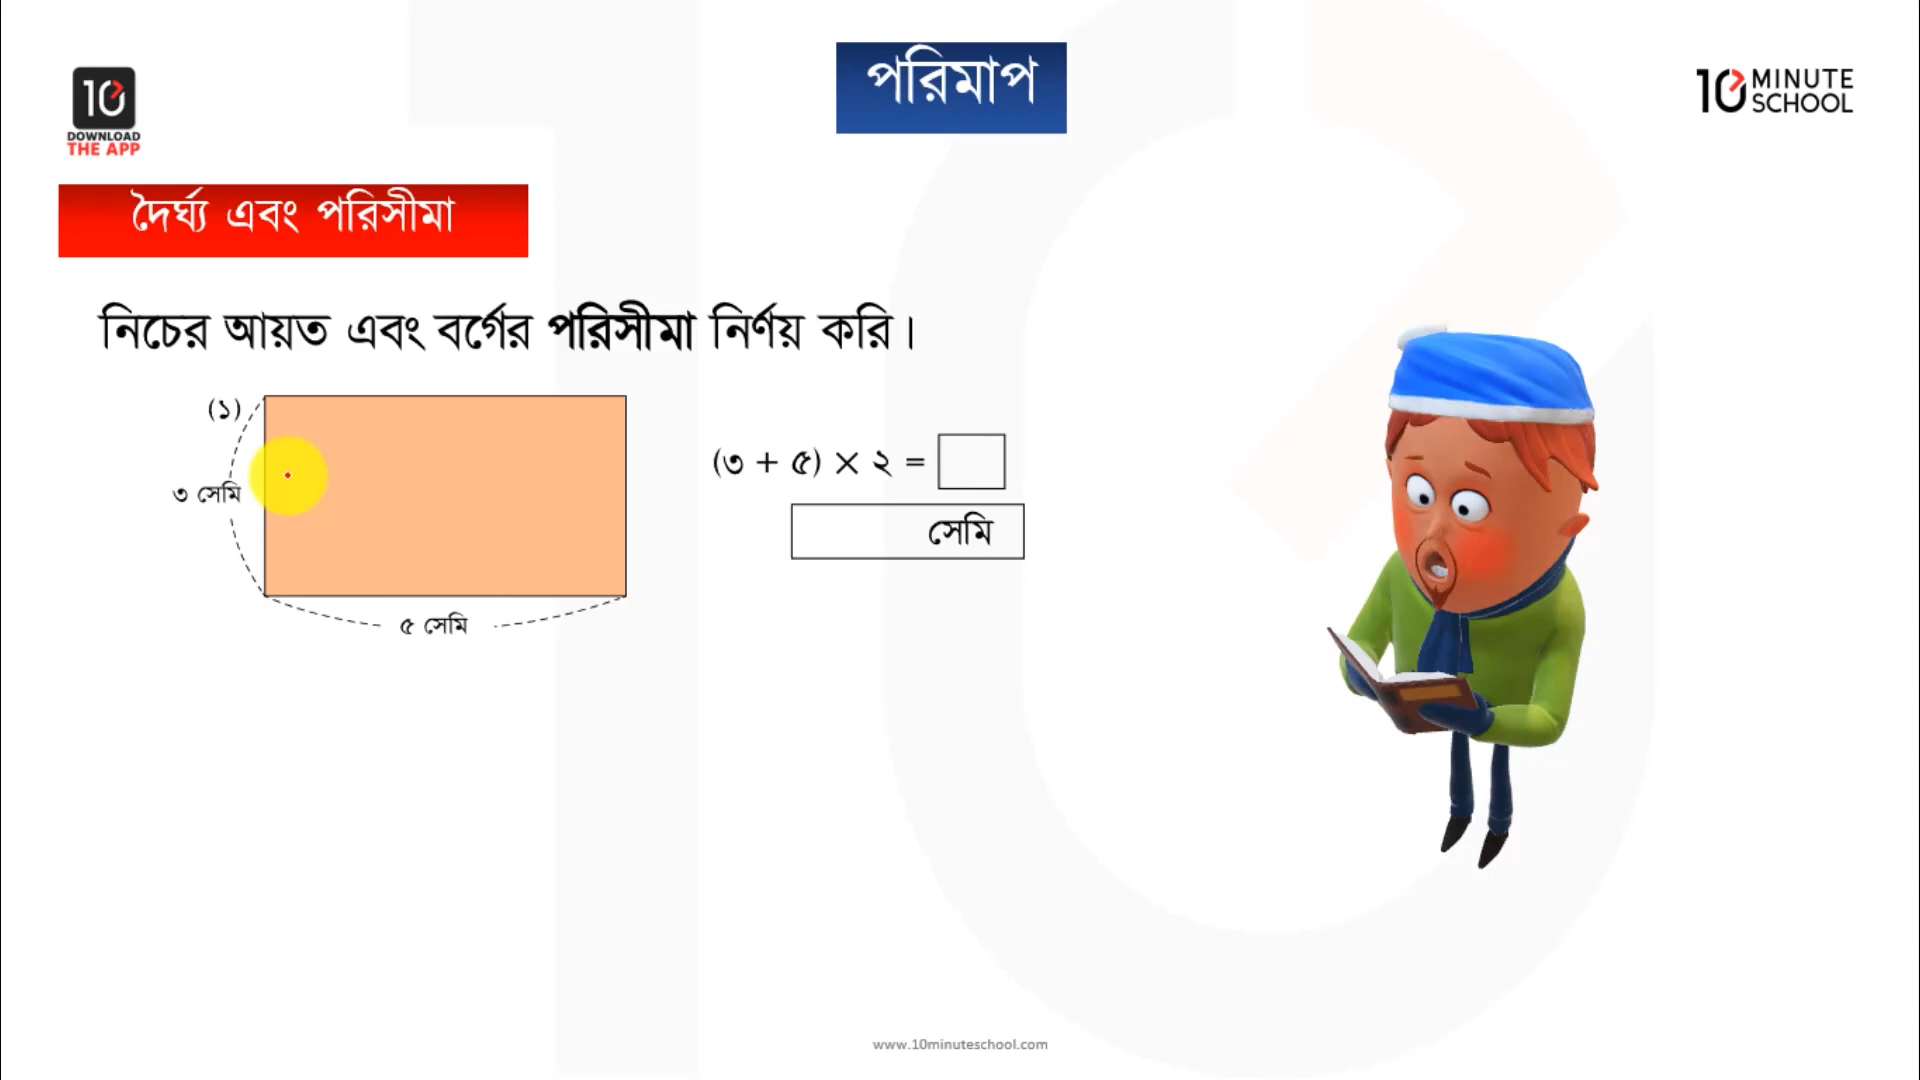 পরিমাপ
10
DOWNLOAD
THE APP
10 MINUTE
SCHOOL
দৈর্ঘ্য এবং পরিসীমা
নিচের আয়ত এবং বর্গের পরিসীমা নির্ণয় করি।
(১)
৩ সেমি
৫ সেমি
(৩ + ৫) × ২ =
সেমি
www.10minuteschool.com